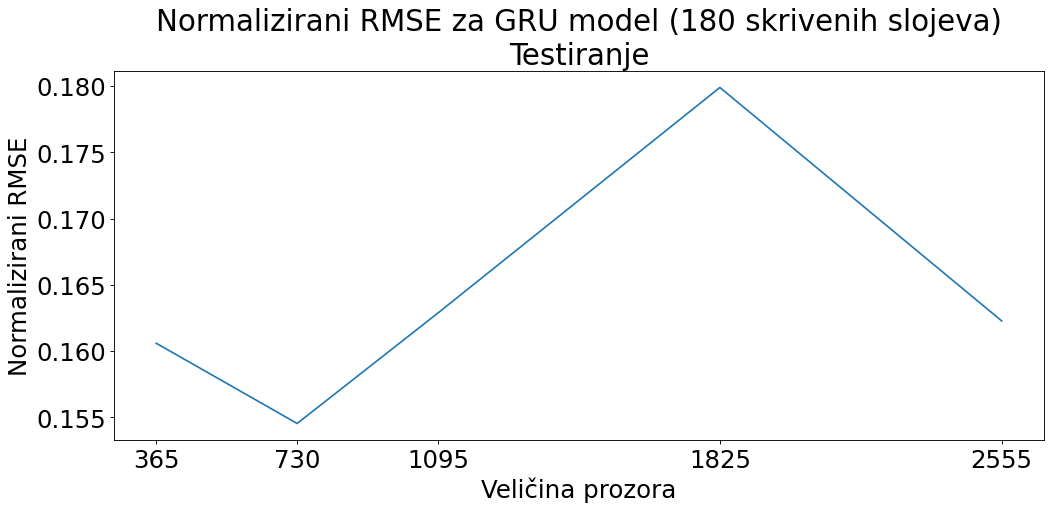 Normalizirani RMSE za GRU model (180 skrivenih slojeva)
Testiranje
Normalizirani RMSE
0.180
0.175
0.170
0.165
0.160
0.155
365 730 1095 1825 2555
Veličina prozora